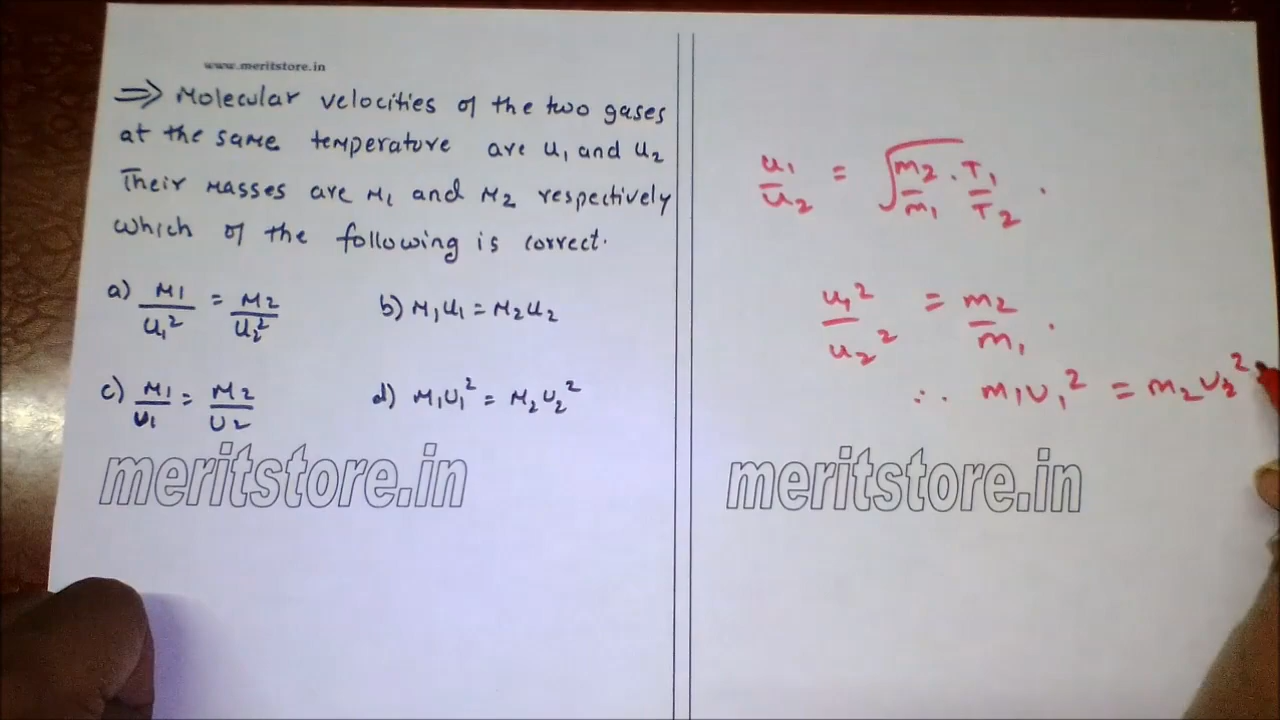 www.meritstore.in
⇒ Molecular velocities of the two gases
at the same temperature are u₁ and u₂
Their masses are M₁ and M₂ respectively
which of the following is correct.
a) M1/u₁² = M2/u₂² b) M₁u₁ = M₂u₂
c) M1/U1 = M2/U2 d) M₁U₁² = M₂U₂²
meritstore.in
u₁/u₂ = √(m₂/m₁ . T₁/T₂) .
u₁²/u₂² = m₂/m₁ .
∴ m₁U₁² = m₂U₂²
meritstore.in